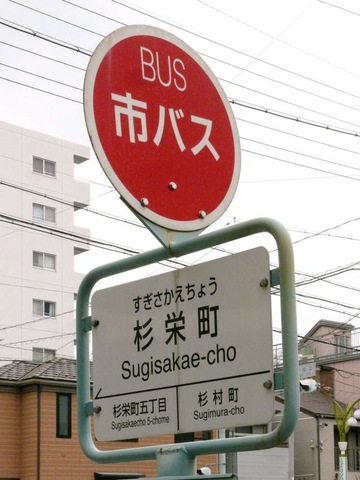 BUS
市バス
すぎさかえちょう
杉栄町
Sugisakae-cho
杉栄町五丁目
Sugisakaecho 5-chome
杉村町
Sugimura-cho